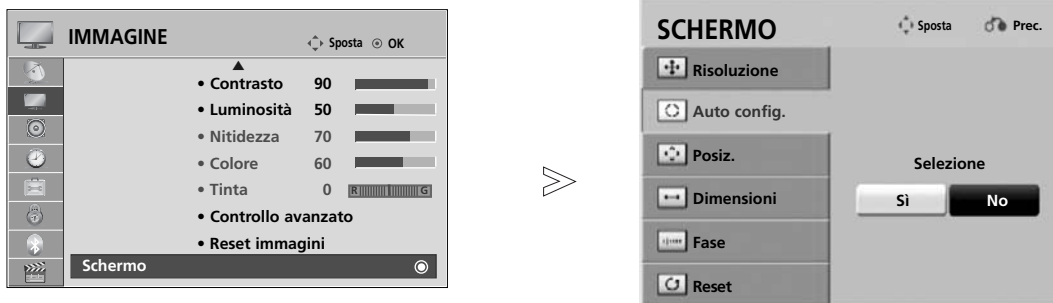 IMMAGINE
Sposta OK
• Contrasto 90
• Luminosità 50
• Nitidezza 70
• Colore 60
• Tinta 0 R G
• Controllo avanzato
• Reset immagini
Schermo
SCHERMO
Sposta Prec.
Risoluzione
Auto config.
Posiz.
Dimensioni
Fase
Reset
Selezione
Sì No